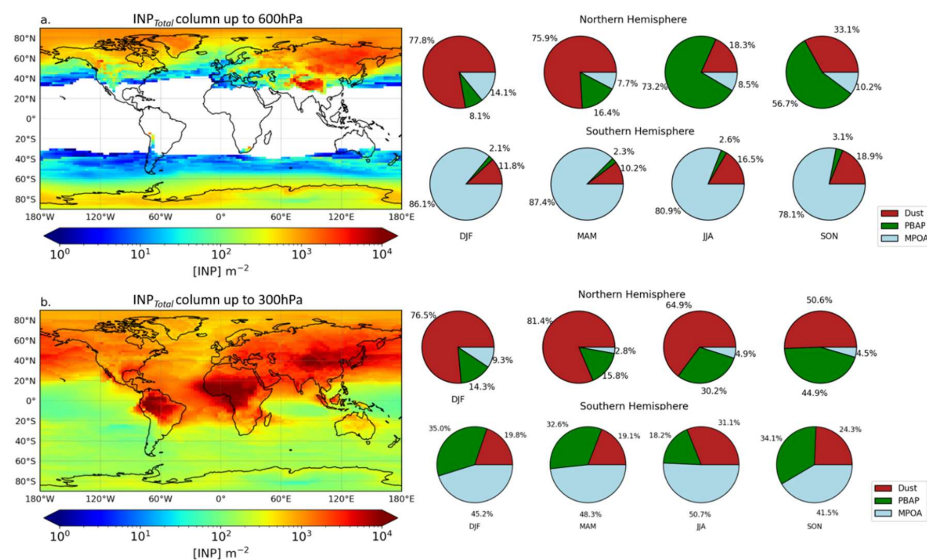 a. INP_Total column up to 600hPa
80°N
60°N
40°N
20°N
0°
20°S
40°S
60°S
80°S
180°W 120°W 60°W 0° 60°E 120°E 180°W
10^0 10^1 10^2 10^3 10^4
[INP] m^-2
Northern Hemisphere
77.8% 14.1% 8.1%
75.9% 7.7% 16.4%
18.3% 8.5% 73.2%
33.1% 10.2% 56.7%
Southern Hemisphere
2.1% 11.8% 86.1%
2.3% 10.2% 87.4%
2.6% 16.5% 80.9%
3.1% 18.9% 78.1%
DJF MAM JJA SON
Dust
PBAP
MPOA
b. INP_Total column up to 300hPa
80°N
60°N
40°N
20°N
0°
20°S
40°S
60°S
80°S
180°W 120°W 60°W 0° 60°E 120°E 180°W
10^0 10^1 10^2 10^3 10^4
[INP] m^-2
Northern Hemisphere
76.5% 9.3% 14.3%
81.4% 2.8% 15.8%
64.9% 4.9% 30.2%
50.6% 4.5% 44.9%
DJF
Southern Hemisphere
35.0% 19.8% 45.2%
32.6% 19.1% 48.3%
18.2% 31.1% 50.7%
34.1% 24.3% 41.5%
DJF MAM JJA SON
Dust
PBAP
MPOA